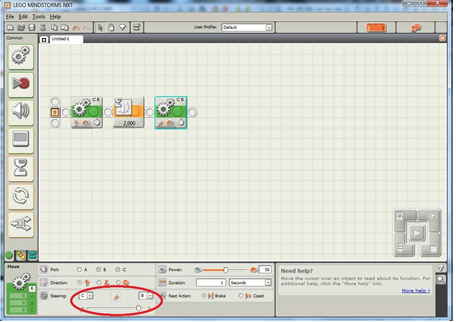 LEGO MINDSTORMS NXT
File Edit Tools Help
User Profile: Default
Common
Untitled-1
C B
C B
2,000
Move
Port: A B C
Power: 50
Direction:
Duration: 1 Seconds
Steering: C B
Next Action: Brake Coast
Need help?
Move the cursor over an object to read about its function. For
additional help, click the "More help" link.
More help »